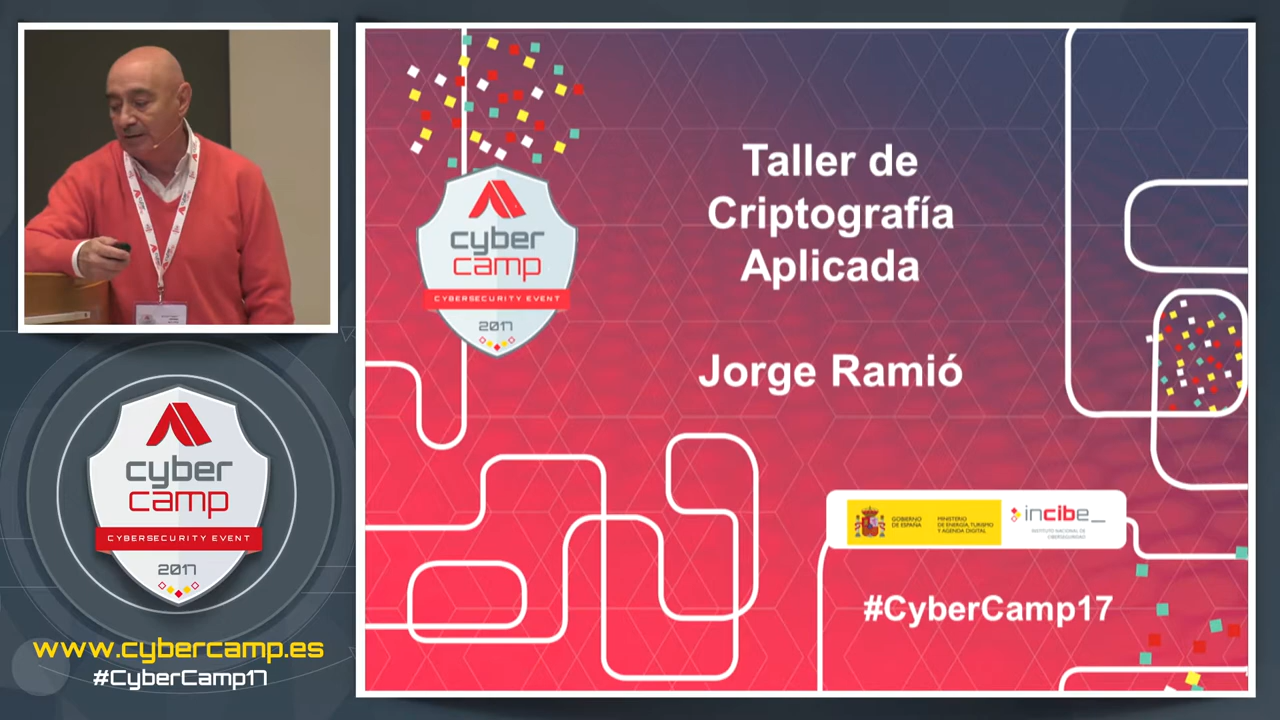 cyber
camp
CYBERSECURITY EVENT
2017
www.cybercamp.es
#CyberCamp17
cyber
camp
CYBERSECURITY EVENT
2017
Taller de
Criptografía
Aplicada
Jorge Ramió
GOBIERNO
DE ESPAÑA
MINISTERIO
DE ENERGÍA, TURISMO
Y AGENDA DIGITAL
incibe_
INSTITUTO NACIONAL DE
CIBERSEGURIDAD
#CyberCamp17